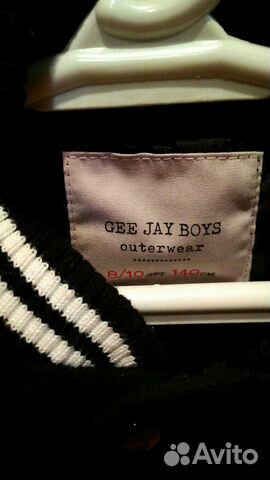 GEE JAY BOYS
outerwear
8/10 лет 140 см
Avito